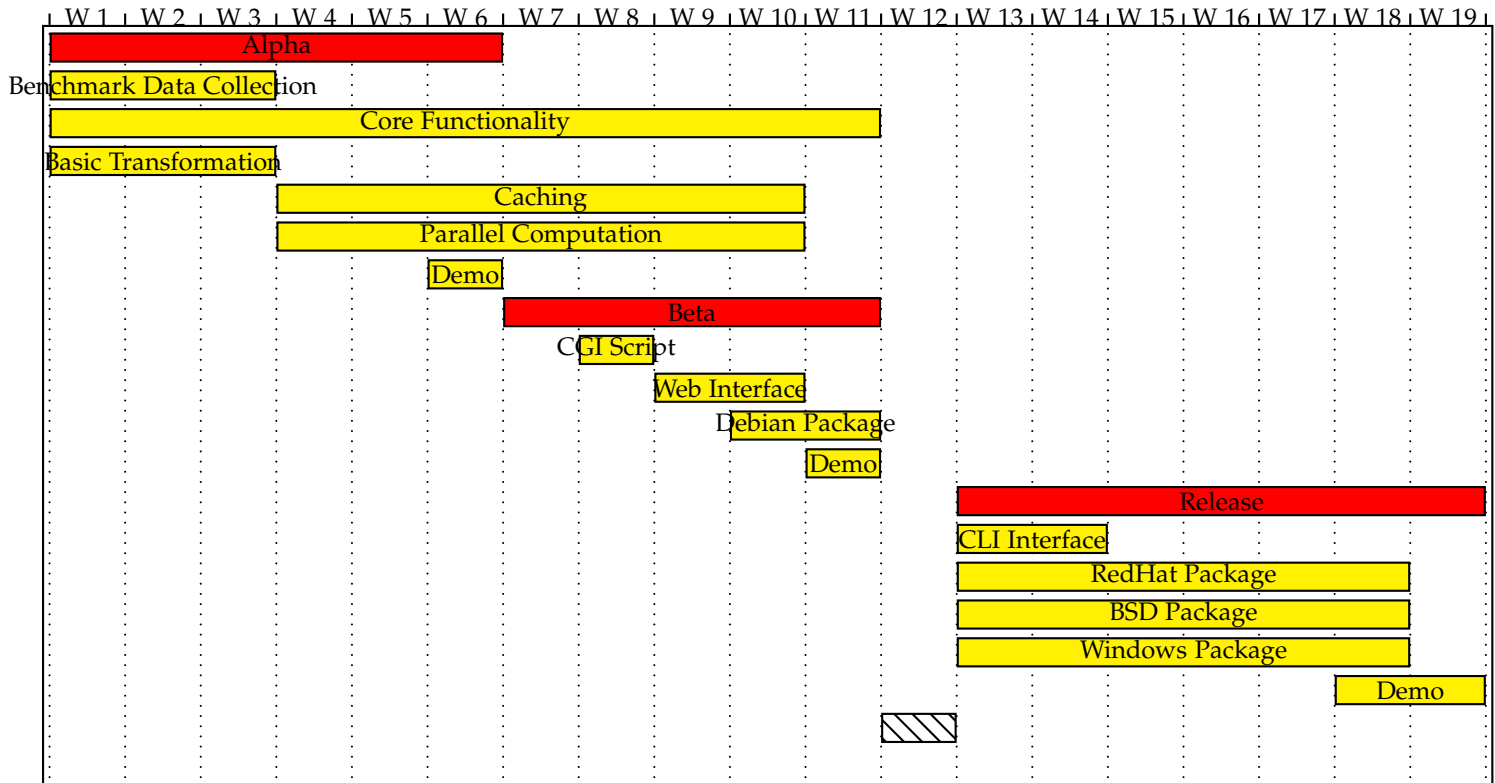 W 1 W 2 W 3 W 4 W 5 W 6 W 7 W 8 W 9 W 10 W 11 W 12 W 13 W 14 W 15 W 16 W 17 W 18 W 19
Alpha
Benchmark Data Collection
Core Functionality
Basic Transformation
Caching
Parallel Computation
Demo
Beta
CGI Script
Web Interface
Debian Package
Demo
Release
CLI Interface
RedHat Package
BSD Package
Windows Package
Demo